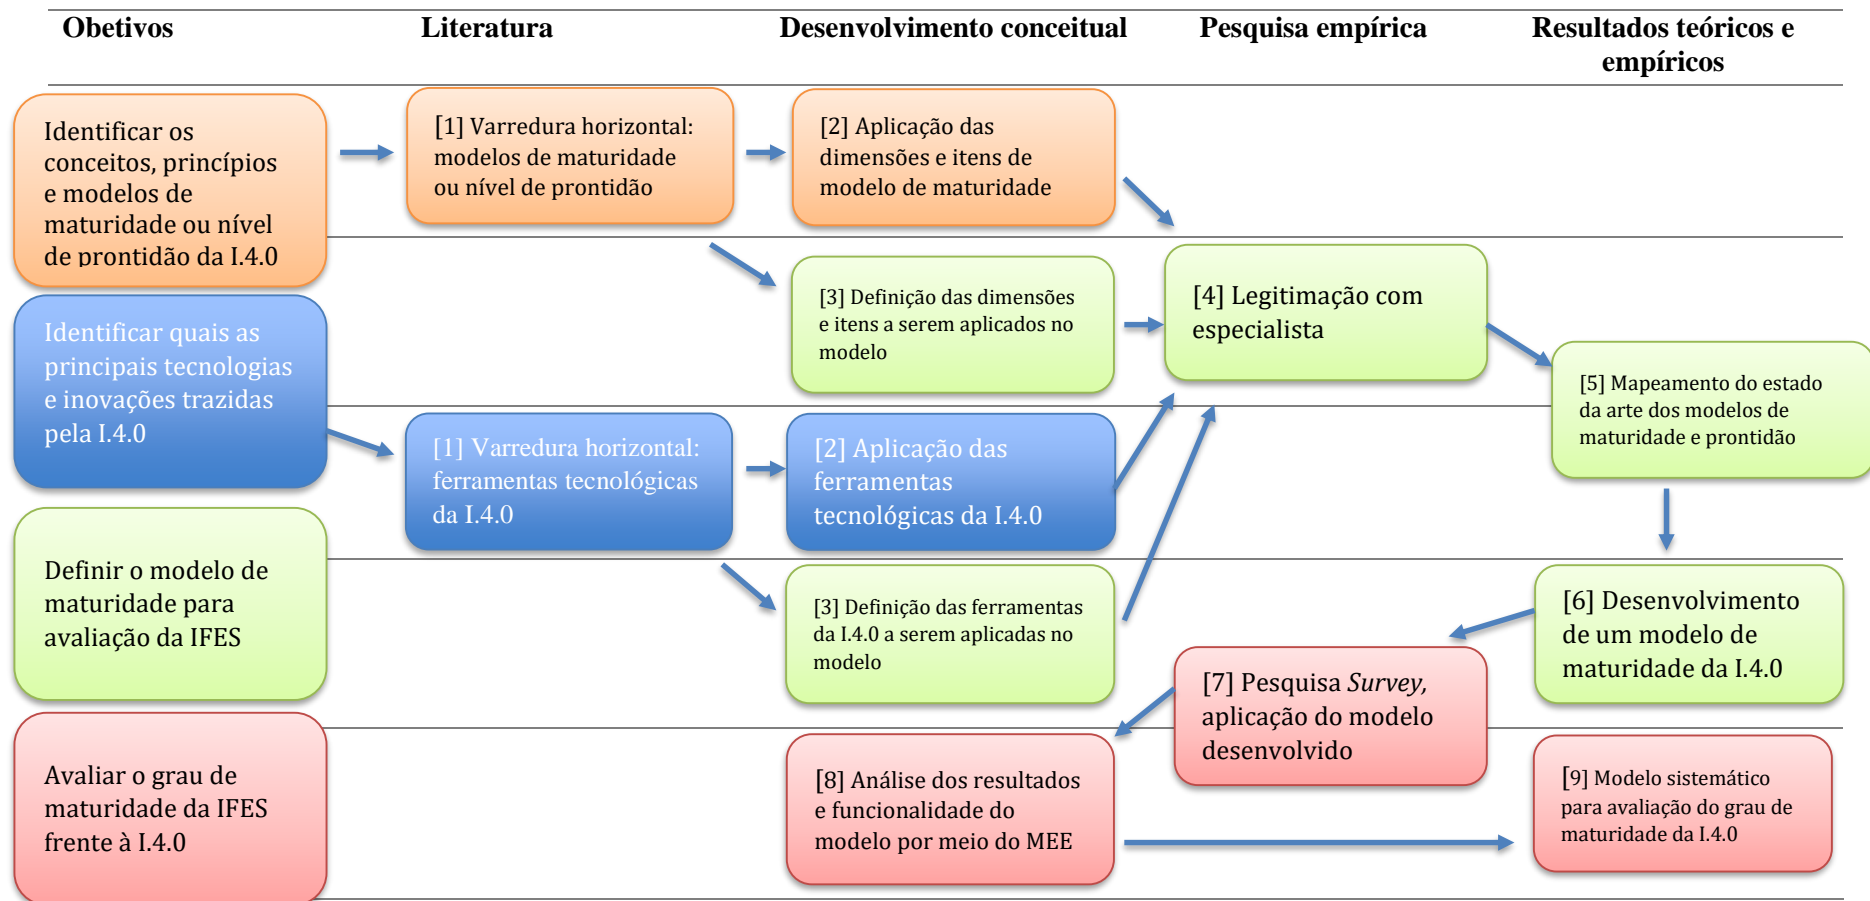 Obetivos
Literatura
Desenvolvimento conceitual
Pesquisa empírica
Resultados teóricos e
empíricos
Identificar os
conceitos, princípios
e modelos de
maturidade ou nível
de prontidão da I.4.0
[1] Varredura horizontal:
modelos de maturidade
ou nível de prontidão
[2] Aplicação das
dimensões e itens de
modelo de maturidade
[3] Definição das dimensões
e itens a serem aplicados no
modelo
[4] Legitimação com
especialista
Identificar quais as
principais tecnologias
e inovações trazidas
pela I.4.0
[1] Varredura horizontal:
ferramentas tecnológicas
da I.4.0
[2] Aplicação das
ferramentas
tecnológicas da I.4.0
[5] Mapeamento do estado
da arte dos modelos de
maturidade e prontidão
Definir o modelo de
maturidade para
avaliação da IFES
[3] Definição das ferramentas
da I.4.0 a serem aplicadas no
modelo
[6] Desenvolvimento
de um modelo de
maturidade da I.4.0
[7] Pesquisa Survey,
aplicação do modelo
desenvolvido
Avaliar o grau de
maturidade da IFES
frente à I.4.0
[8] Análise dos resultados
e funcionalidade do
modelo por meio do MEE
[9] Modelo sistemático
para avaliação do grau de
maturidade da I.4.0